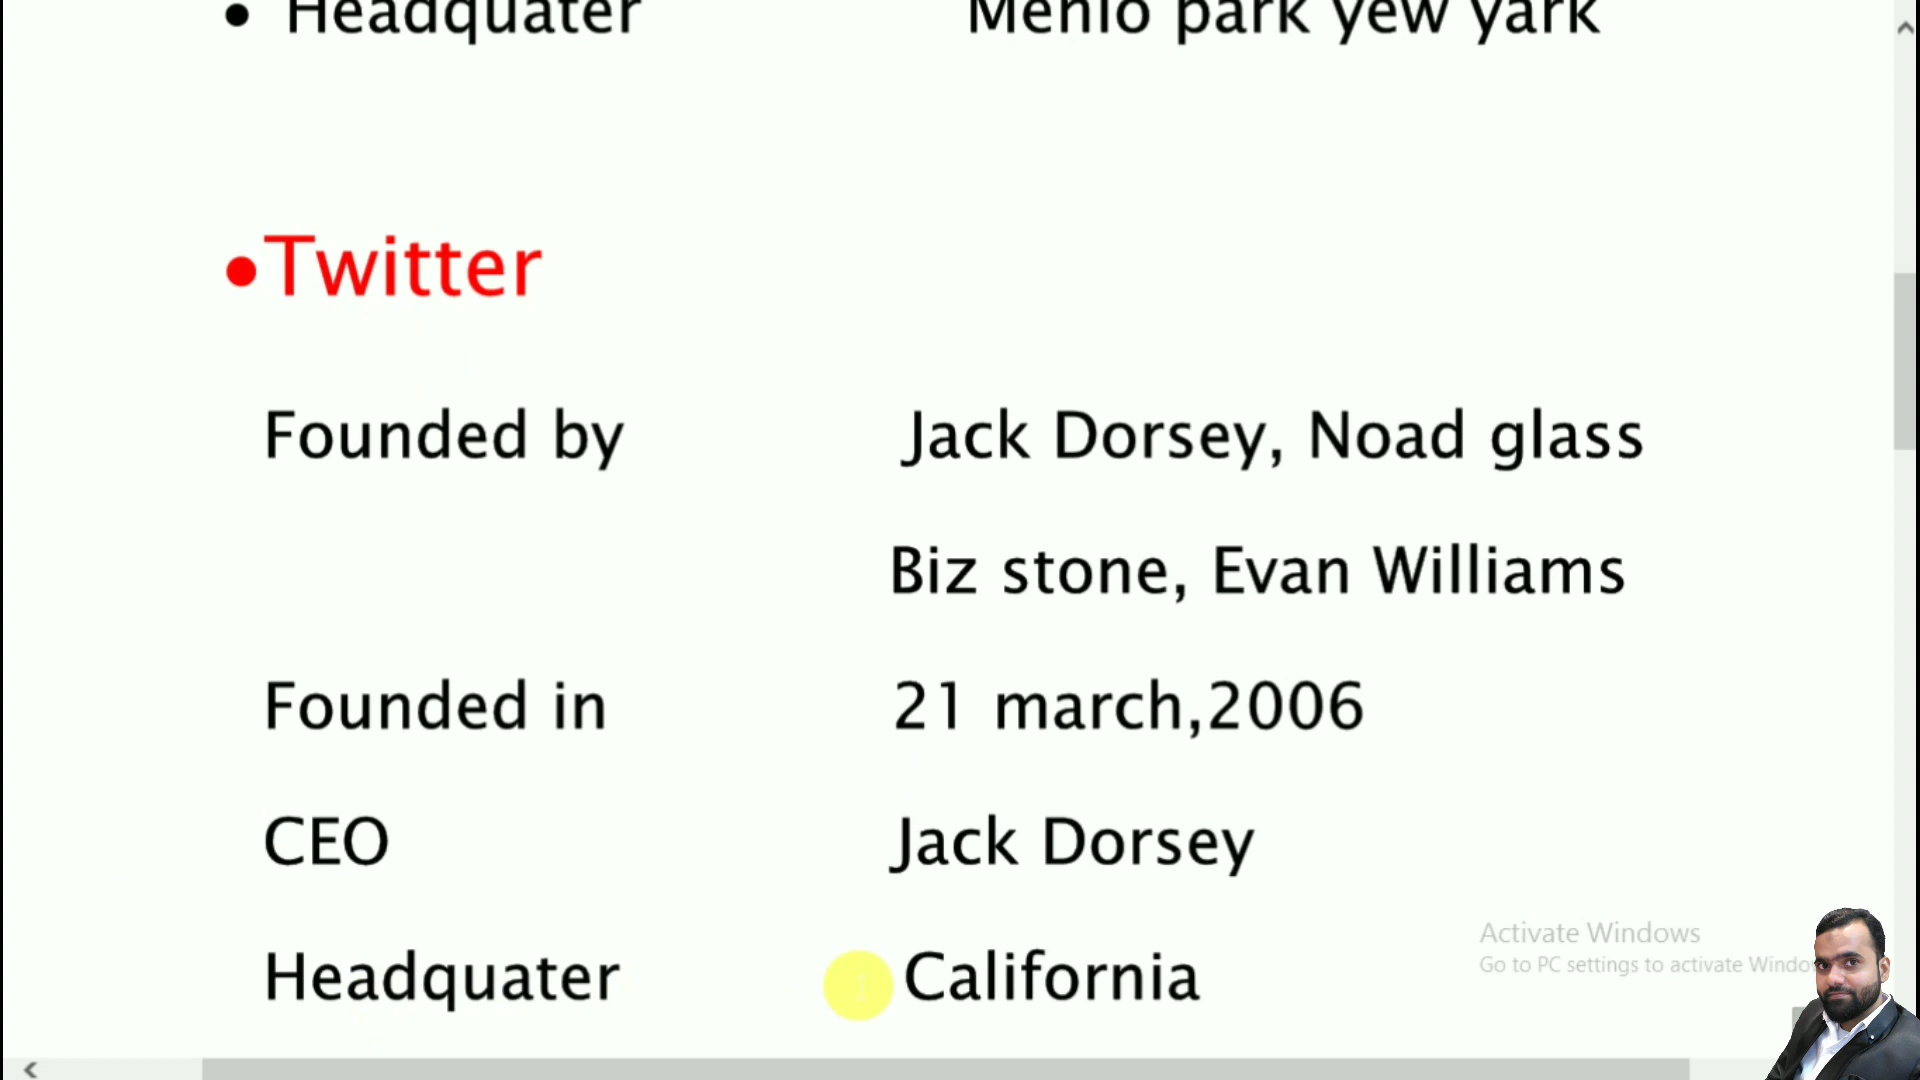 • Headquater Menlo park yew yark
•Twitter
Founded by Jack Dorsey, Noad glass
Biz stone, Evan Williams
Founded in 21 march,2006
CEO Jack Dorsey
Activate Windows
Go to PC settings to activate
Headquater California